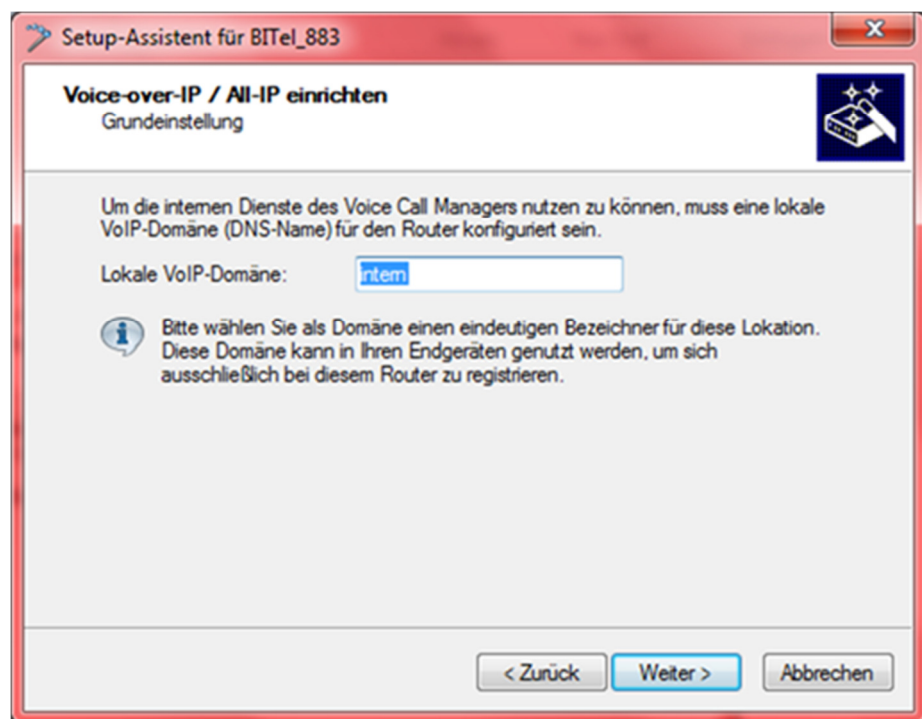 Setup-Assistent für BITel_883
Voice-over-IP / All-IP einrichten
Grundeinstellung
Um die internen Dienste des Voice Call Managers nutzen zu können, muss eine lokale
VoIP-Domäne (DNS-Name) für den Router konfiguriert sein.
Lokale VoIP-Domäne: intern
Bitte wählen Sie als Domäne einen eindeutigen Bezeichner für diese Lokation.
Diese Domäne kann in Ihren Endgeräten genutzt werden, um sich
ausschließlich bei diesem Router zu registrieren.
< Zurück Weiter > Abbrechen